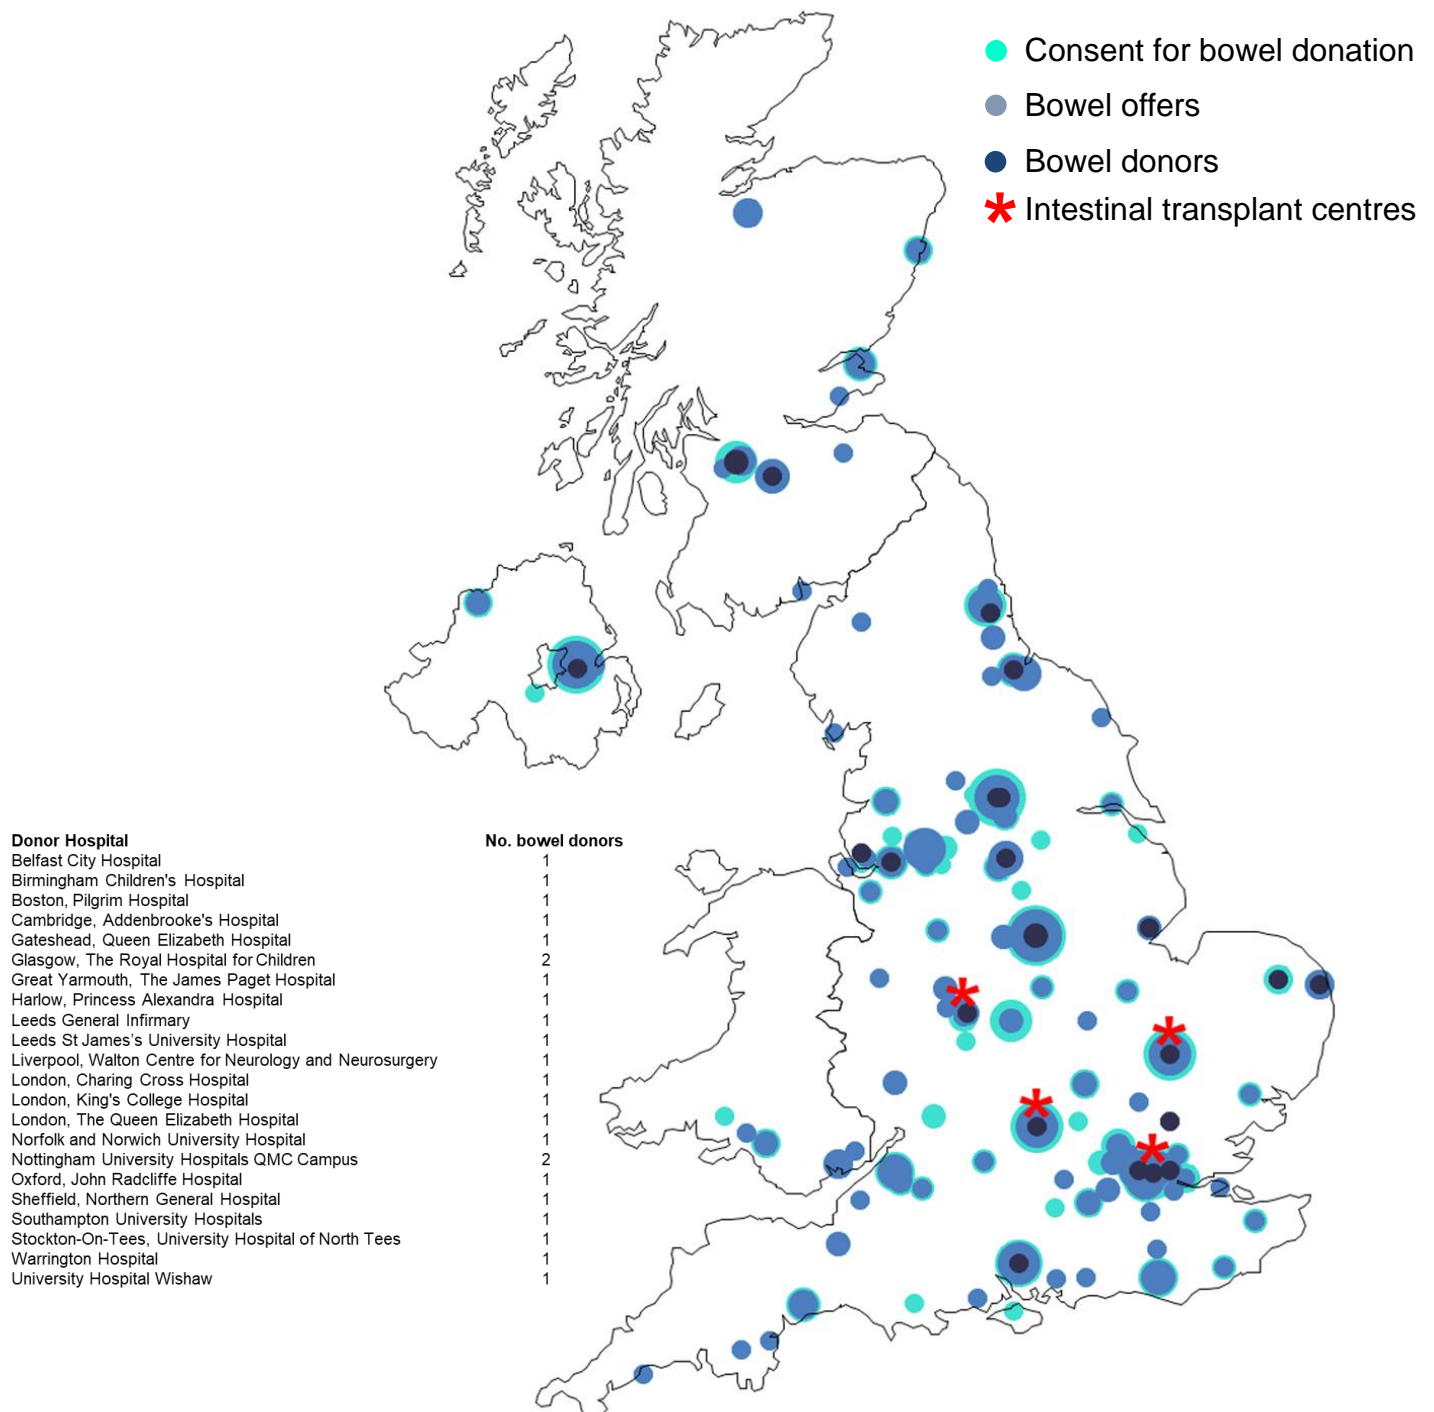 Consent for bowel donation
Bowel offers
Bowel donors
Intestinal transplant centres
Donor Hospital No. bowel donors
Belfast City Hospital 1
Birmingham Children's Hospital 1
Boston, Pilgrim Hospital 1
Cambridge, Addenbrooke's Hospital 1
Gateshead, Queen Elizabeth Hospital 1
Glasgow, The Royal Hospital for Children 2
Great Yarmouth, The James Paget Hospital 1
Harlow, Princess Alexandra Hospital 1
Leeds General Infirmary 1
Leeds St James’s University Hospital 1
Liverpool, Walton Centre for Neurology and Neurosurgery 1
London, Charing Cross Hospital 1
London, King's College Hospital 1
London, The Queen Elizabeth Hospital 1
Norfolk and Norwich University Hospital 1
Nottingham University Hospitals QMC Campus 2
Oxford, John Radcliffe Hospital 1
Sheffield, Northern General Hospital 1
Southampton University Hospitals 1
Stockton-On-Tees, University Hospital of North Tees 1
Warrington Hospital 1
University Hospital Wishaw 1